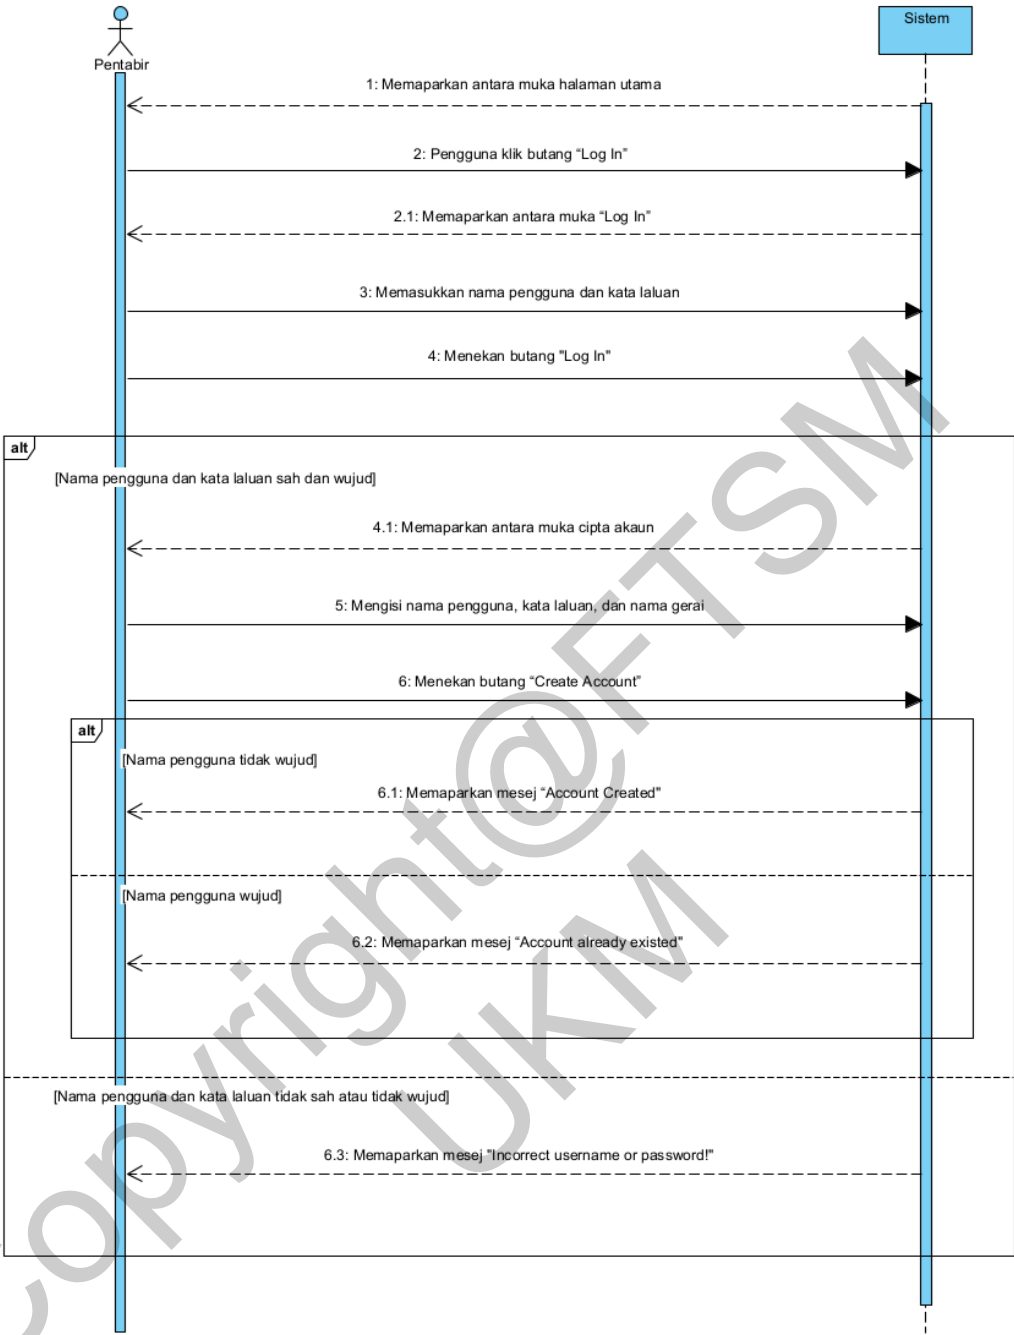 Sistem
Pentabir
1: Memaparkan antara muka halaman utama
2: Pengguna klik butang “Log In”
2.1: Memaparkan antara muka “Log In”
3: Memasukkan nama pengguna dan kata laluan
4: Menekan butang "Log In"
alt
[Nama pengguna dan kata laluan sah dan wujud]
4.1: Memaparkan antara muka cipta akaun
5: Mengisi nama pengguna, kata laluan, dan nama gerai
6: Menekan butang “Create Account”
alt
[Nama pengguna tidak wujud]
6.1: Memaparkan mesej “Account Created"
[Nama pengguna wujud]
6.2: Memaparkan mesej “Account already existed"
[Nama pengguna dan kata laluan tidak sah atau tidak wujud]
6.3: Memaparkan mesej "Incorrect username or password!"
Copyright@FTSM
UKM